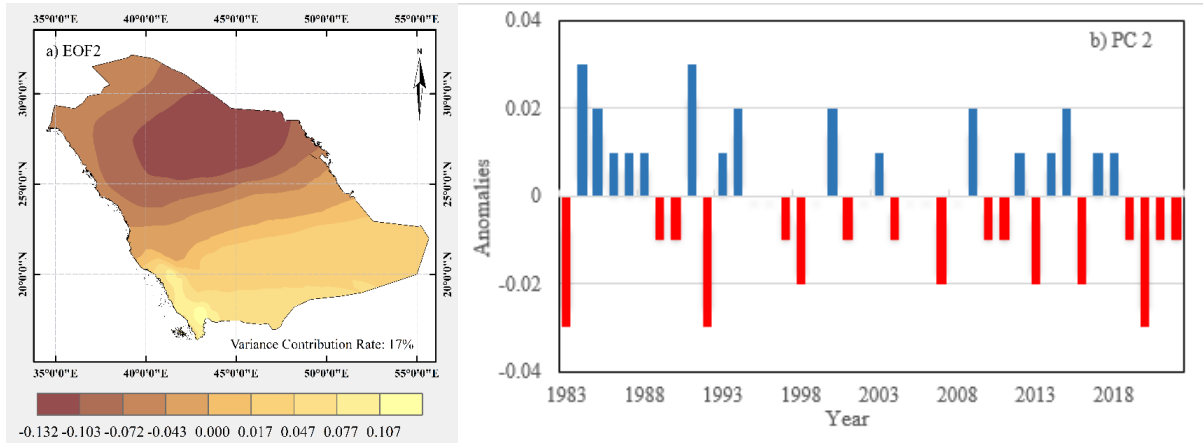 35°0'0"E 40°0'0"E 45°0'0"E 50°0'0"E 55°0'0"E
a) EOF2
N
30°0'0"N 30°0'0"N
25°0'0"N 25°0'0"N
20°0'0"N 20°0'0"N
Variance Contribution Rate: 17%
35°0'0"E 40°0'0"E 45°0'0"E 50°0'0"E 55°0'0"E
-0.132 -0.103 -0.072 -0.043 0.000 0.017 0.047 0.077 0.107
b) PC 2
0.04
0.02
0
-0.02
-0.04
Anomalies
1983 1988 1993 1998 2003 2008 2013 2018
Year